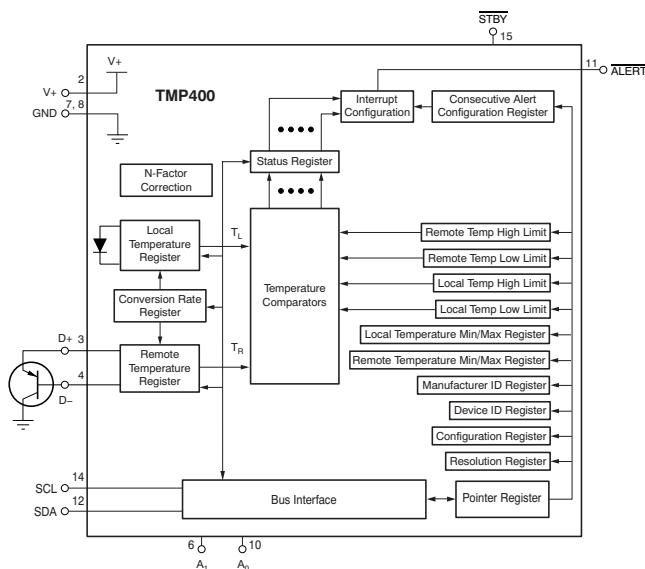 STBY
15
11
ALERT
V+
2
V+
7, 8
GND
TMP400
Interrupt
Configuration
Consecutive Alert
Configuration Register
Status Register
N-Factor
Correction
Local
Temperature
Register
TL
Conversion Rate
Register
D+
3
Remote
Temperature
Register
TR
4
D−
Temperature
Comparators
Remote Temp High Limit
Remote Temp Low Limit
Local Temp High Limit
Local Temp Low Limit
Local Temperature Min/Max Register
Remote Temperature Min/Max Register
Manufacturer ID Register
Device ID Register
Configuration Register
Resolution Register
14
SCL
12
SDA
Bus Interface
Pointer Register
6
10
A1
A0